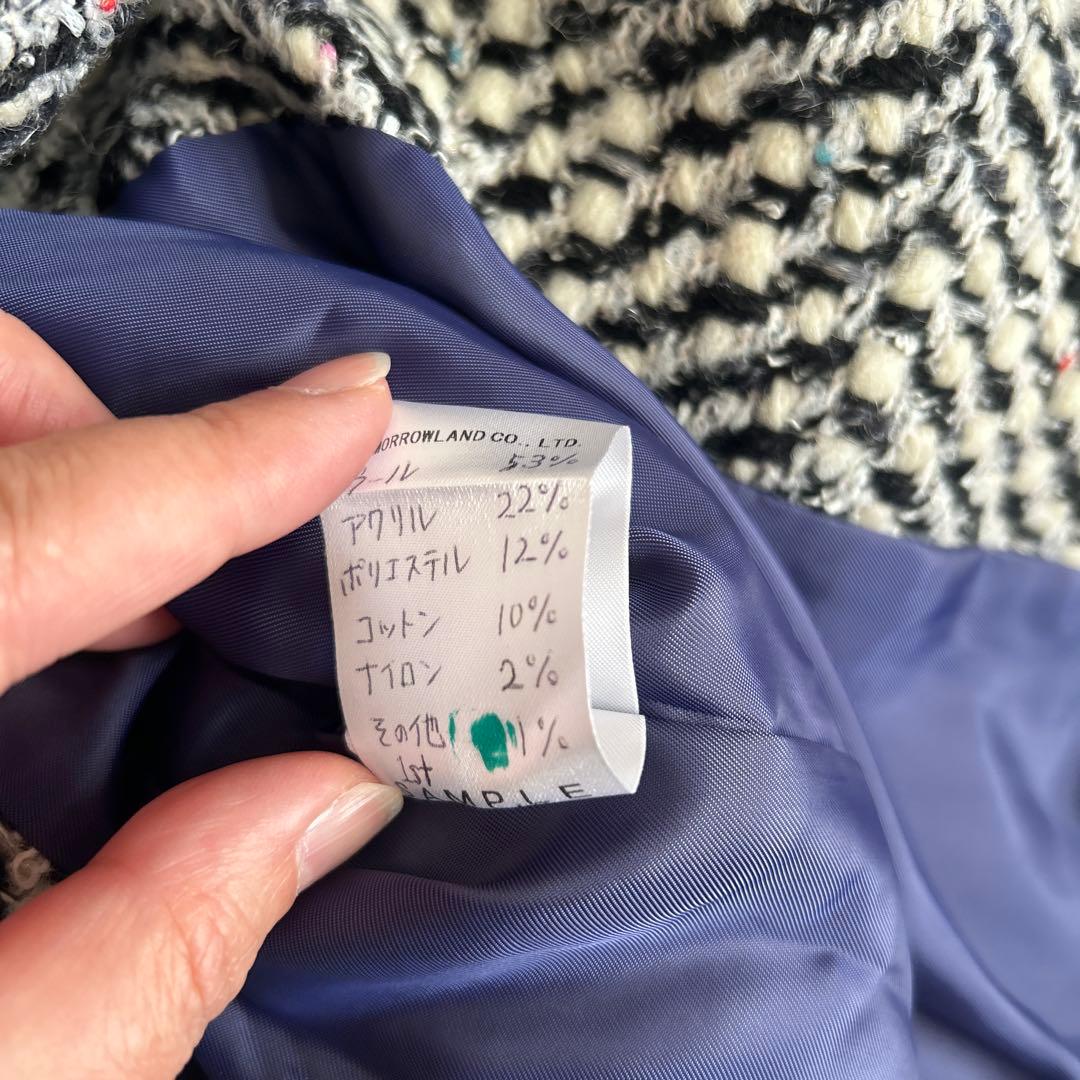 MORROWLAND CO., LTD.
ウール 53%
アクリル 22%
ポリエステル 12%
コットン 10%
ナイロン 2%
その他 1%
1st
SAMPLE